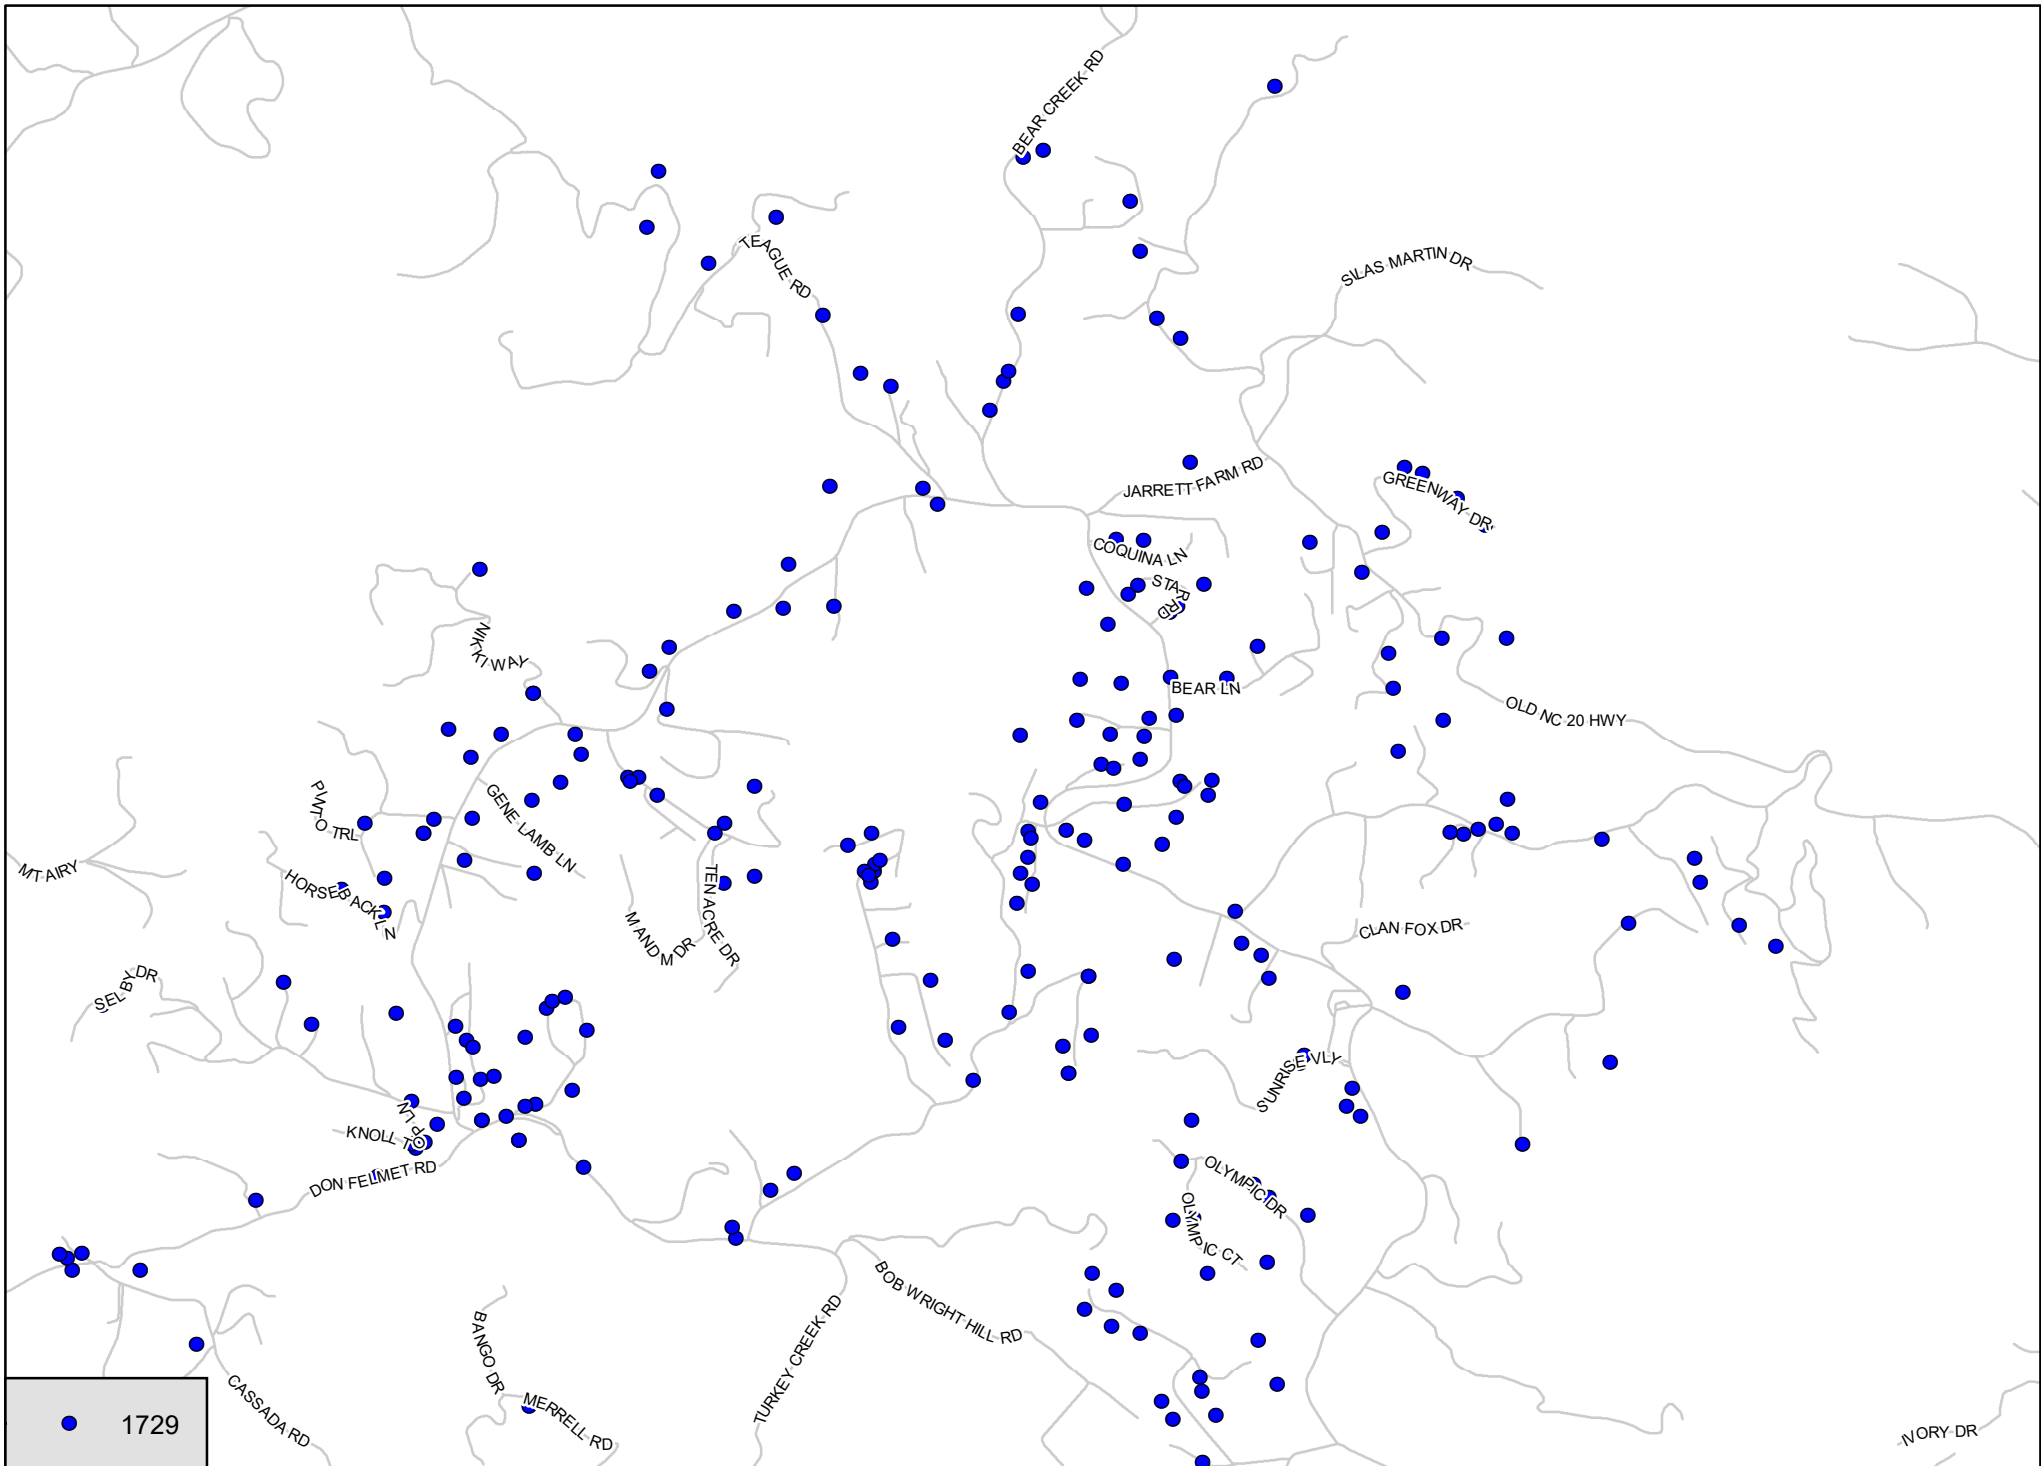 BEAR CREEK RD
TEAGUE RD
SILAS MARTIN DR
JARRETT FARM RD
GREENWAY DR
COQUINA LN
STAR RD
NIKKI WAY
BEAR LN
OLD NC 20 HWY
PINTO TRL
GENE LAMB LN
MT AIRY
HORSEBACK LN
TEN ACRE DR
M AND M DR
CLAN FOX DR
SELBY DR
SUNRISE VLY
KNOLL T
P LN
DON FELMET RD
OLYMPIC DR
OLYMPIC CT
BOB WRIGHT HILL RD
TURKEY CREEK RD
BANGO DR
MERRELL RD
CASSADA RD
IVORY DR
1729